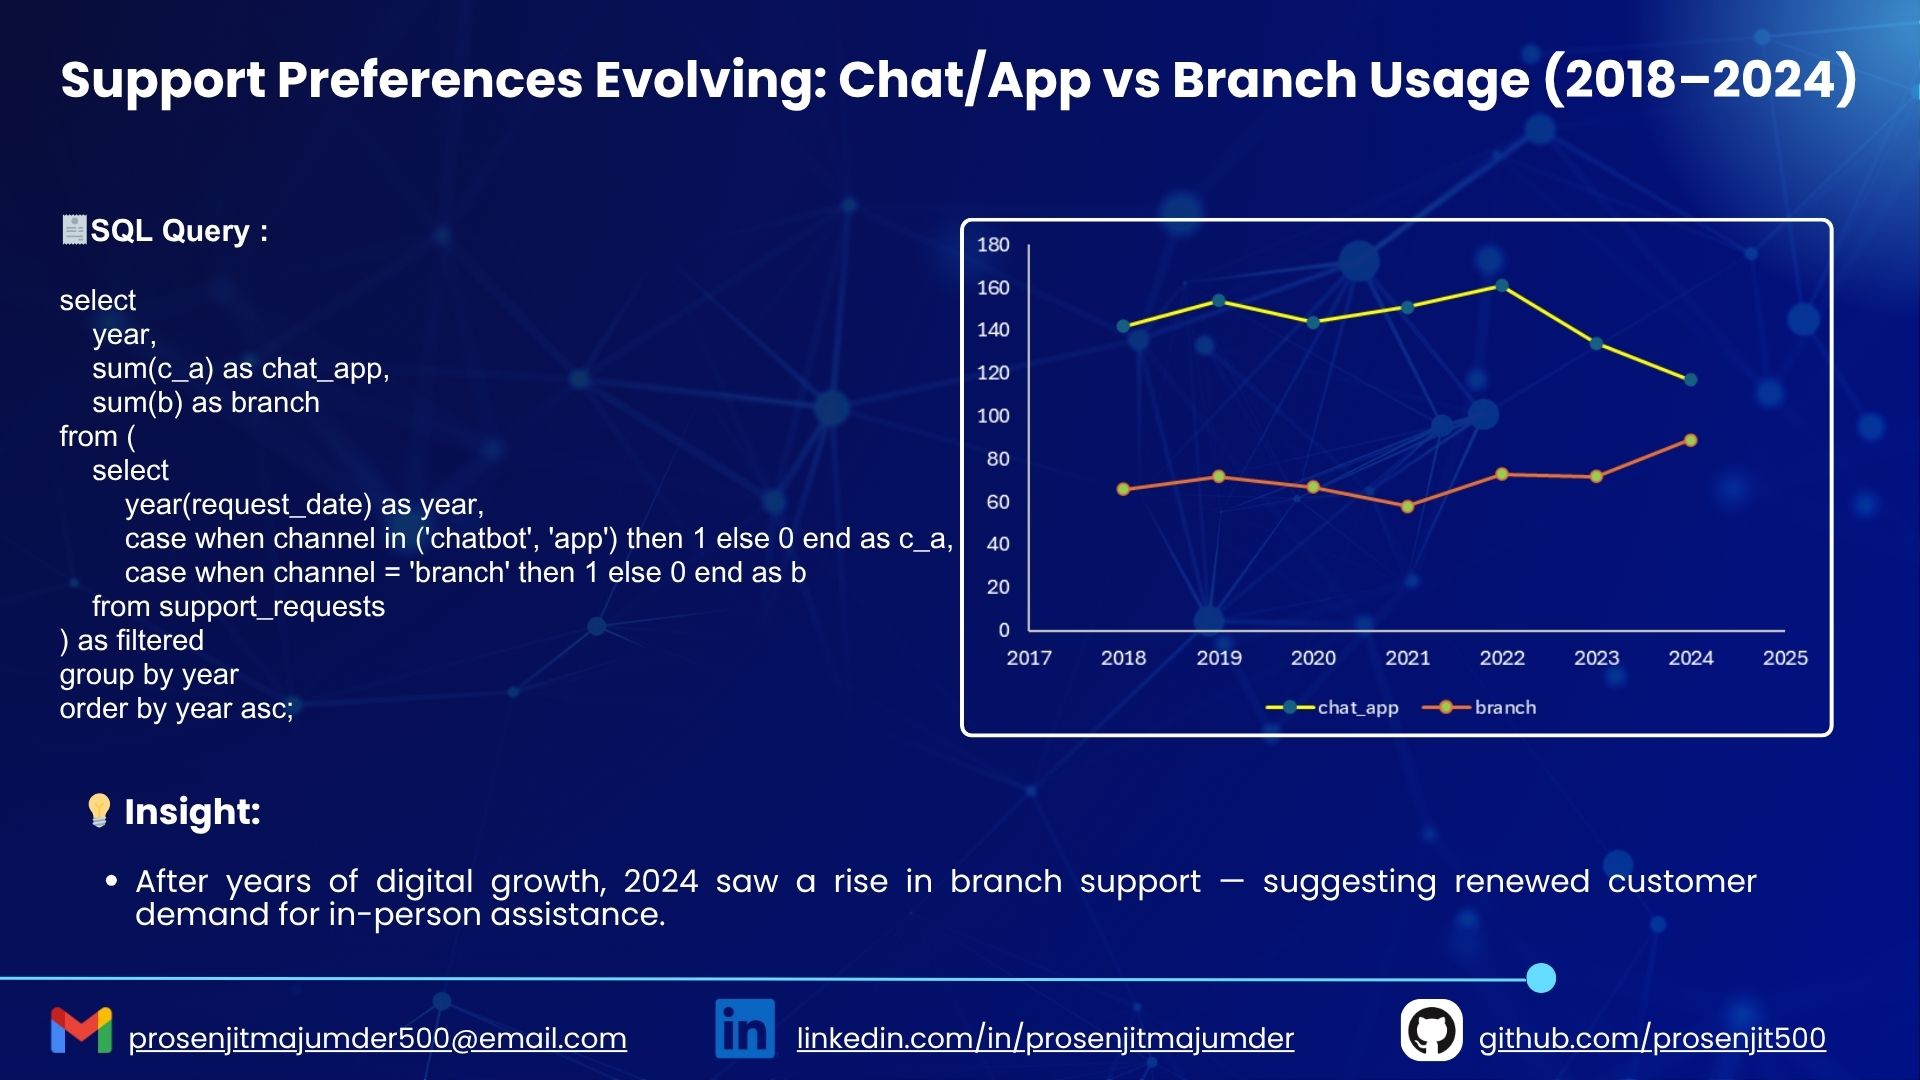 Support Preferences Evolving: Chat/App vs Branch Usage (2018–2024)
SQL Query :
select
year,
sum(c_a) as chat_app,
sum(b) as branch
from (
select
year(request_date) as year,
case when channel in ('chatbot', 'app') then 1 else 0 end as c_a,
case when channel = 'branch' then 1 else 0 end as b
from support_requests
) as filtered
group by year
order by year asc;
180
160
140
120
100
80
60
40
20
0
2017 2018 2019 2020 2021 2022 2023 2024 2025
chat_app branch
Insight:
• After years of digital growth, 2024 saw a rise in branch support — suggesting renewed customer
demand for in-person assistance.
prosenjitmajumder500@email.com
in linkedin.com/in/prosenjitmajumder
github.com/prosenjit500